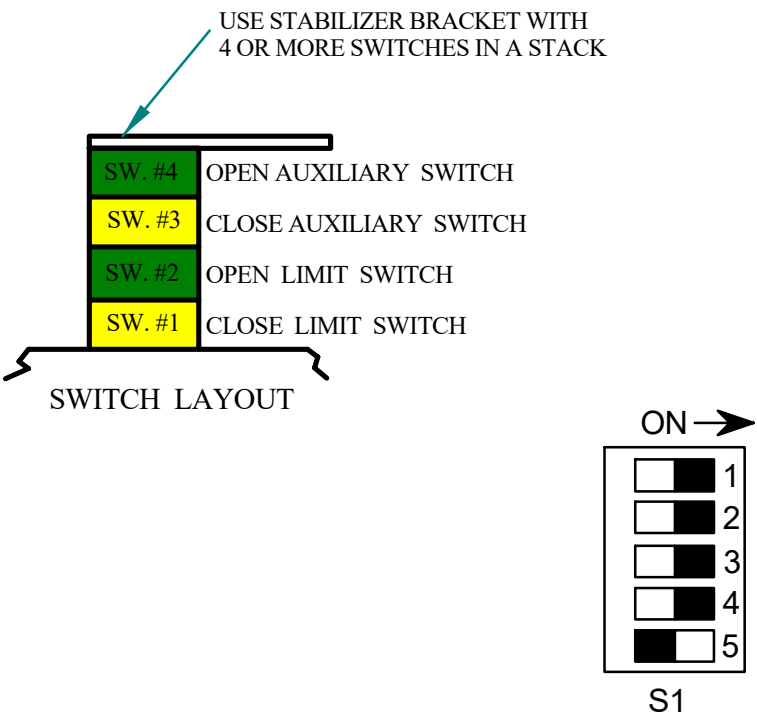 USE STABILIZER BRACKET WITH
4 OR MORE SWITCHES IN A STACK
SW. #4 OPEN AUXILIARY SWITCH
SW. #3 CLOSE AUXILIARY SWITCH
SW. #2 OPEN LIMIT SWITCH
SW. #1 CLOSE LIMIT SWITCH
SWITCH LAYOUT
ON
1
2
3
4
5
S1